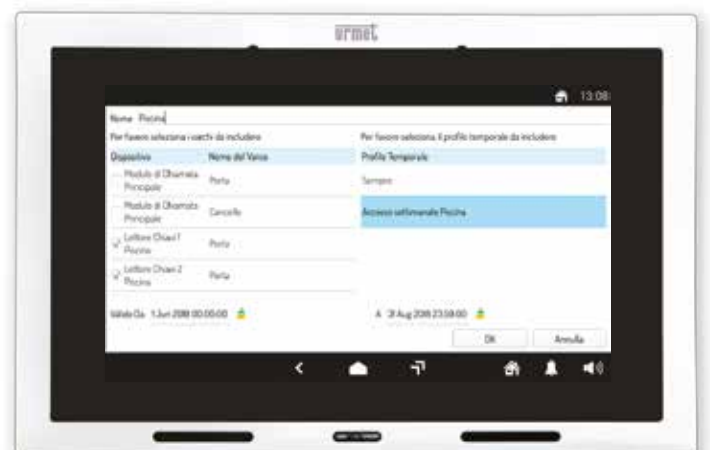 urmet
13:08
Nome Piscina
Per favore seleziona i varchi da includere
Per favore seleziona il profilo temporale da includere
Dispositivo Nome del Varco
Profilo Temporale
Modulo di Chiamata Principale Porta
Sempre
Modulo di Chiamata Principale Cancello
Accesso settimanale Piscina
Lettore Chiavi 1 Piscina Porta
Lettore Chiavi 2 Piscina Porta
Valido Da 1 Jun 2018 00:00:00
A 31 Aug 2018 23:59:00
OK Annulla